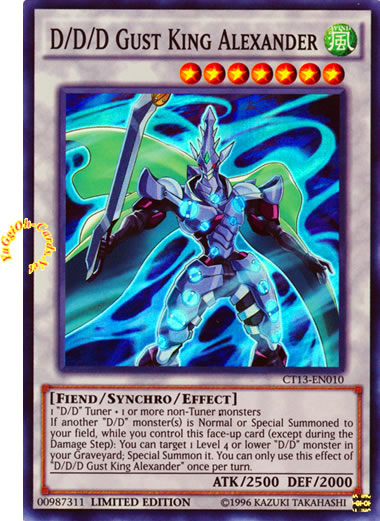 D/D/D GUST KING ALEXANDER
WIND
風
YuGgiOh-Cards.Net
CT13-EN010
[FIEND/SYNCHRO/EFFECT]
1 "D/D" Tuner + 1 or more non-Tuner monsters
If another "D/D" monster(s) is Normal or Special Summoned to
your field, while you control this face-up card (except during the
Damage Step): You can target 1 Level 4 or lower "D/D" monster in
your Graveyard; Special Summon it. You can only use this effect of
"D/D/D Gust King Alexander" once per turn.
ATK/2500 DEF/2000
00987311 LIMITED EDITION ©1996 KAZUKI TAKAHASHI